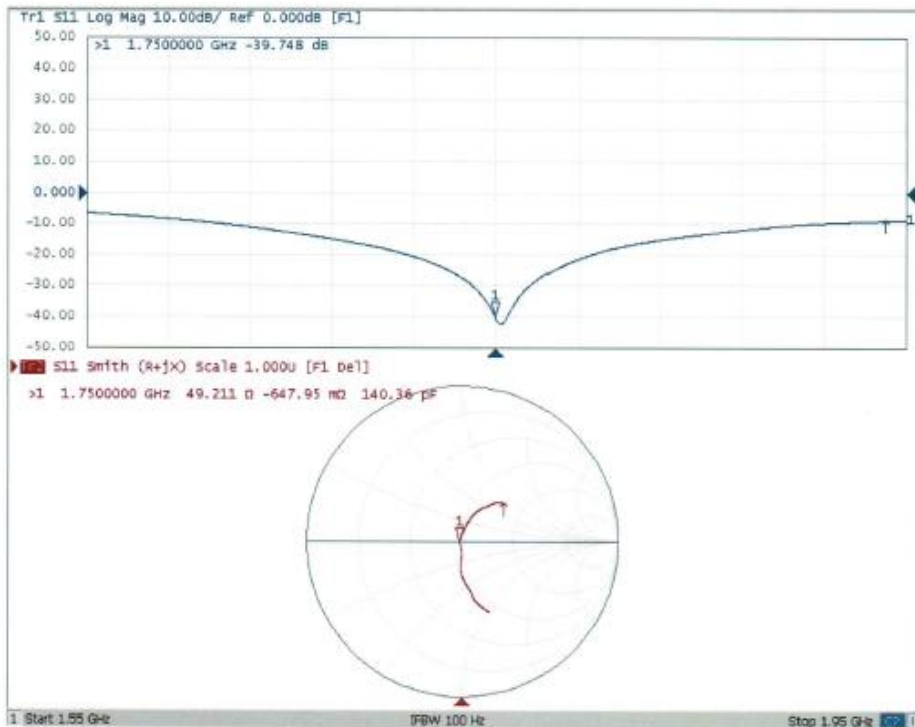 Tr1 S11 Log Mag 10.00dB/ Ref 0.000dB [F1]
50.00
>1 1.7500000 GHz -39.748 dB
40.00
30.00
20.00
10.00
0.000
-10.00
1
-20.00
-30.00
1
-40.00
-50.00
S11 Smith (R+jX) Scale 1.000U [F1 Del]
>1 1.7500000 GHz 49.211 Ω -647.95 mΩ 140.36 pF
1
1 Start 1.55 GHz IFBW 100 Hz Stop 1.95 GHz